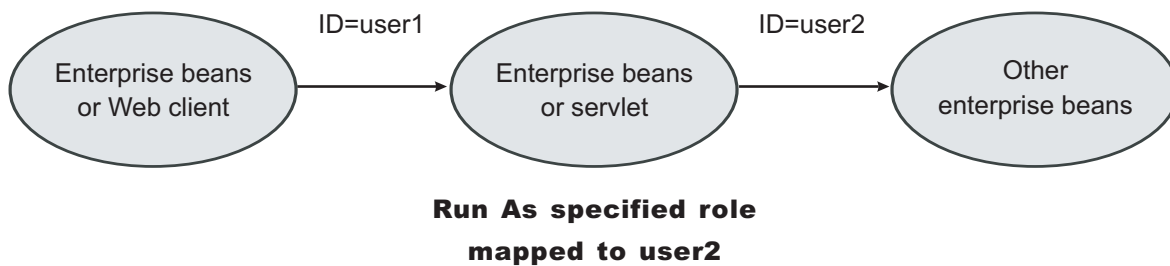 ID=user1
ID=user2
Enterprise beans
or Web client
Enterprise beans
or servlet
Other
enterprise beans
Run As specified role
mapped to user2